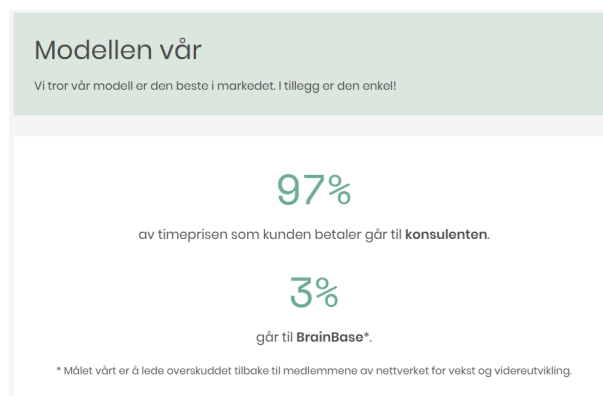 Modellen vår
Vi tror vår modell er den beste i markedet. I tillegg er den enkel!
97%
av timeprisen som kunden betaler går til konsulenten.
3%
går til BrainBase*.
* Målet vårt er å lede overskuddet tilbake til medlemmene av nettverket for vekst og videreutvikling.